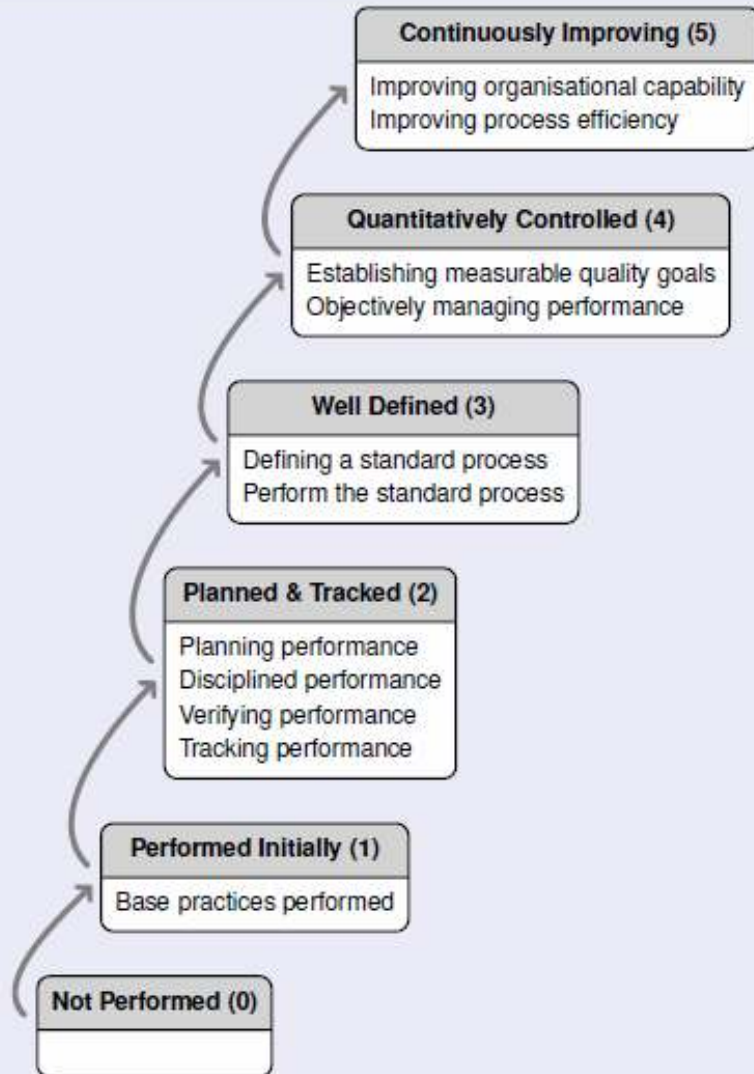 Continuously Improving (5)
Improving organisational capability
Improving process efficiency
Quantitatively Controlled (4)
Establishing measurable quality goals
Objectively managing performance
Well Defined (3)
Defining a standard process
Perform the standard process
Planned & Tracked (2)
Planning performance
Disciplined performance
Verifying performance
Tracking performance
Performed Initially (1)
Base practices performed
Not Performed (0)